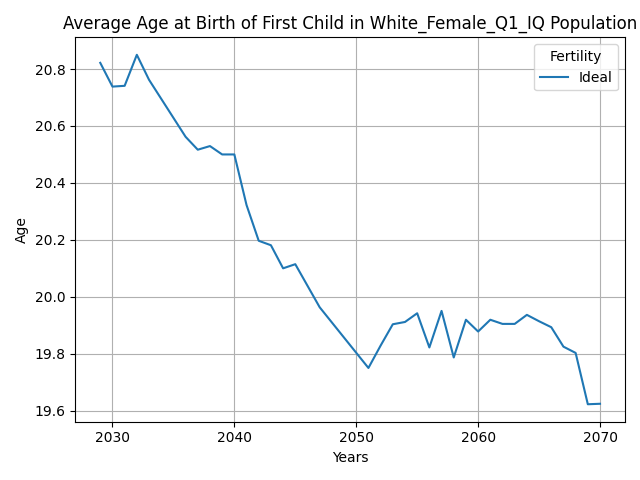 Average Age at Birth of First Child in White_Female_Q1_IQ Population
Fertility
Ideal
20.8
20.6
20.4
20.2
20.0
19.8
19.6
Age
2030 2040 2050 2060 2070
Years